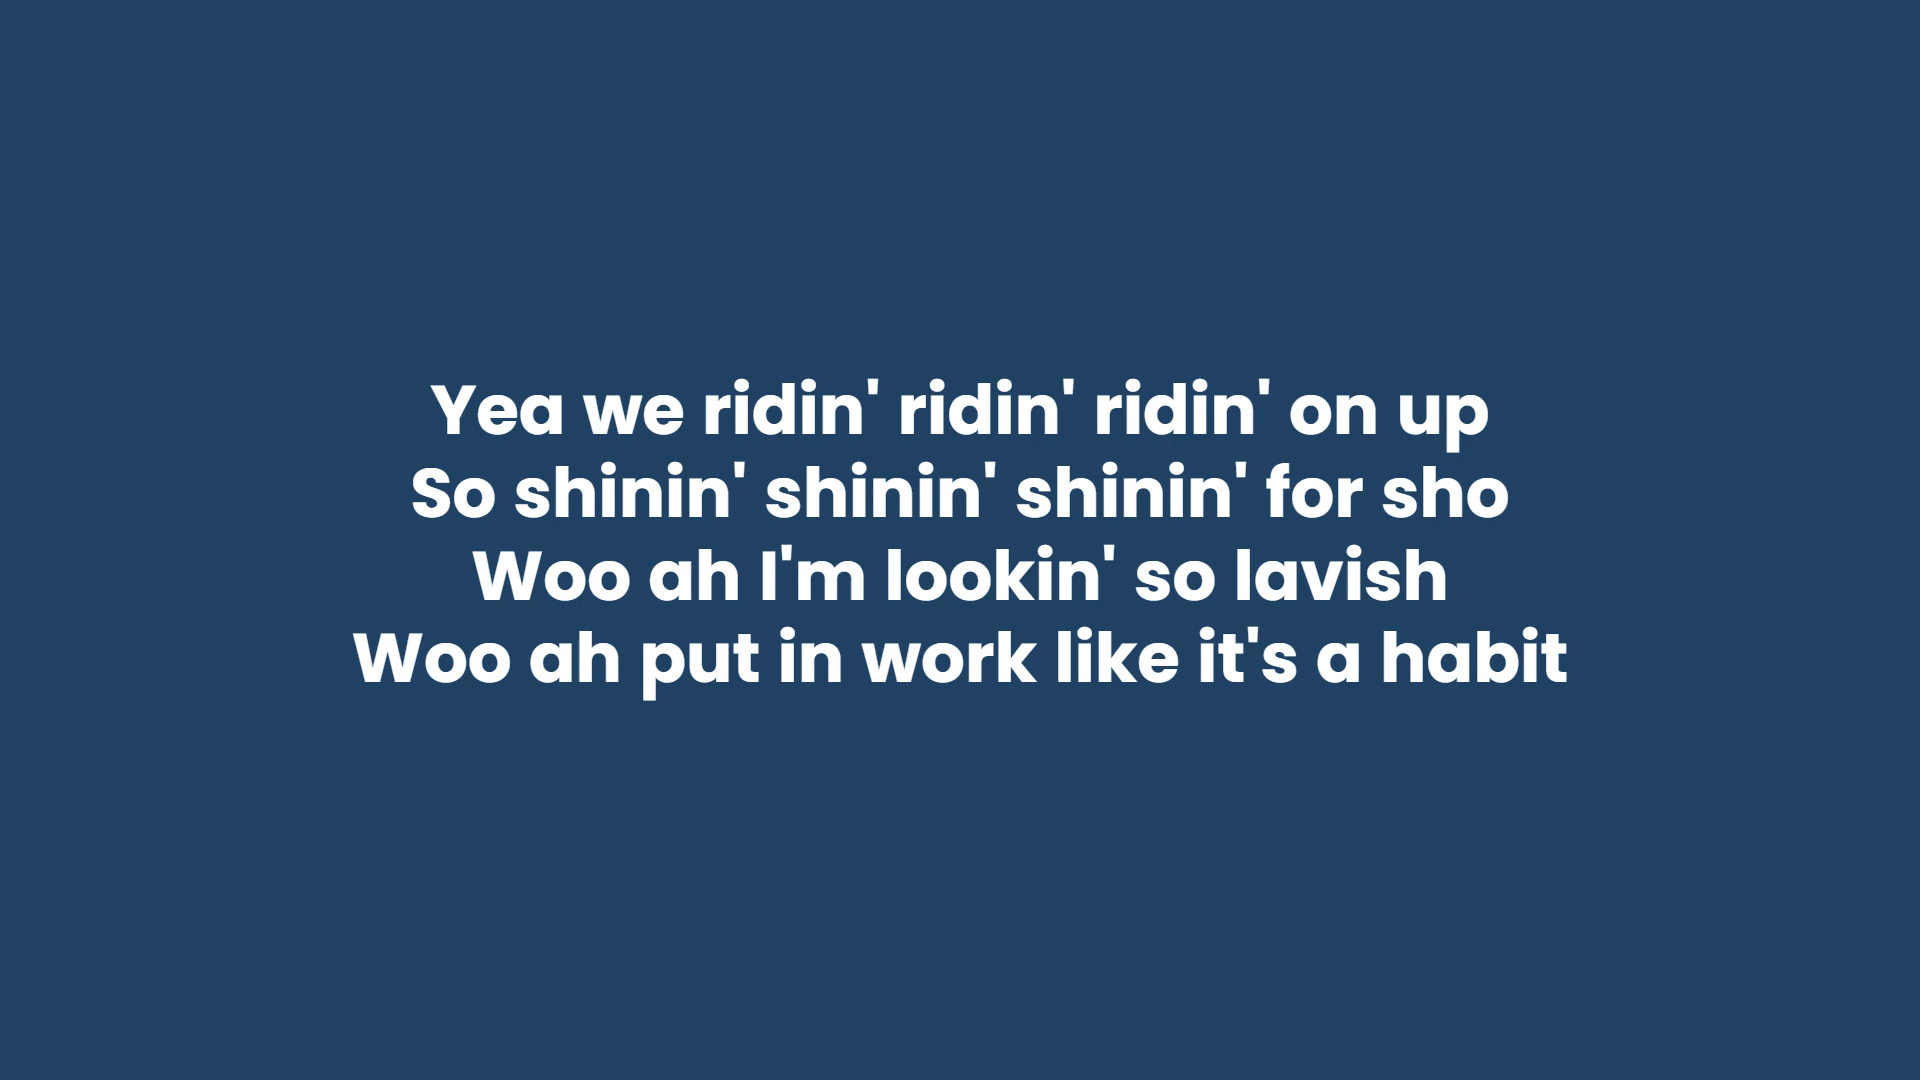 Yea we ridin' ridin' ridin' on up
So shinin' shinin' shinin' for sho
Woo ah I'm lookin' so lavish
Woo ah put in work like it's a habit